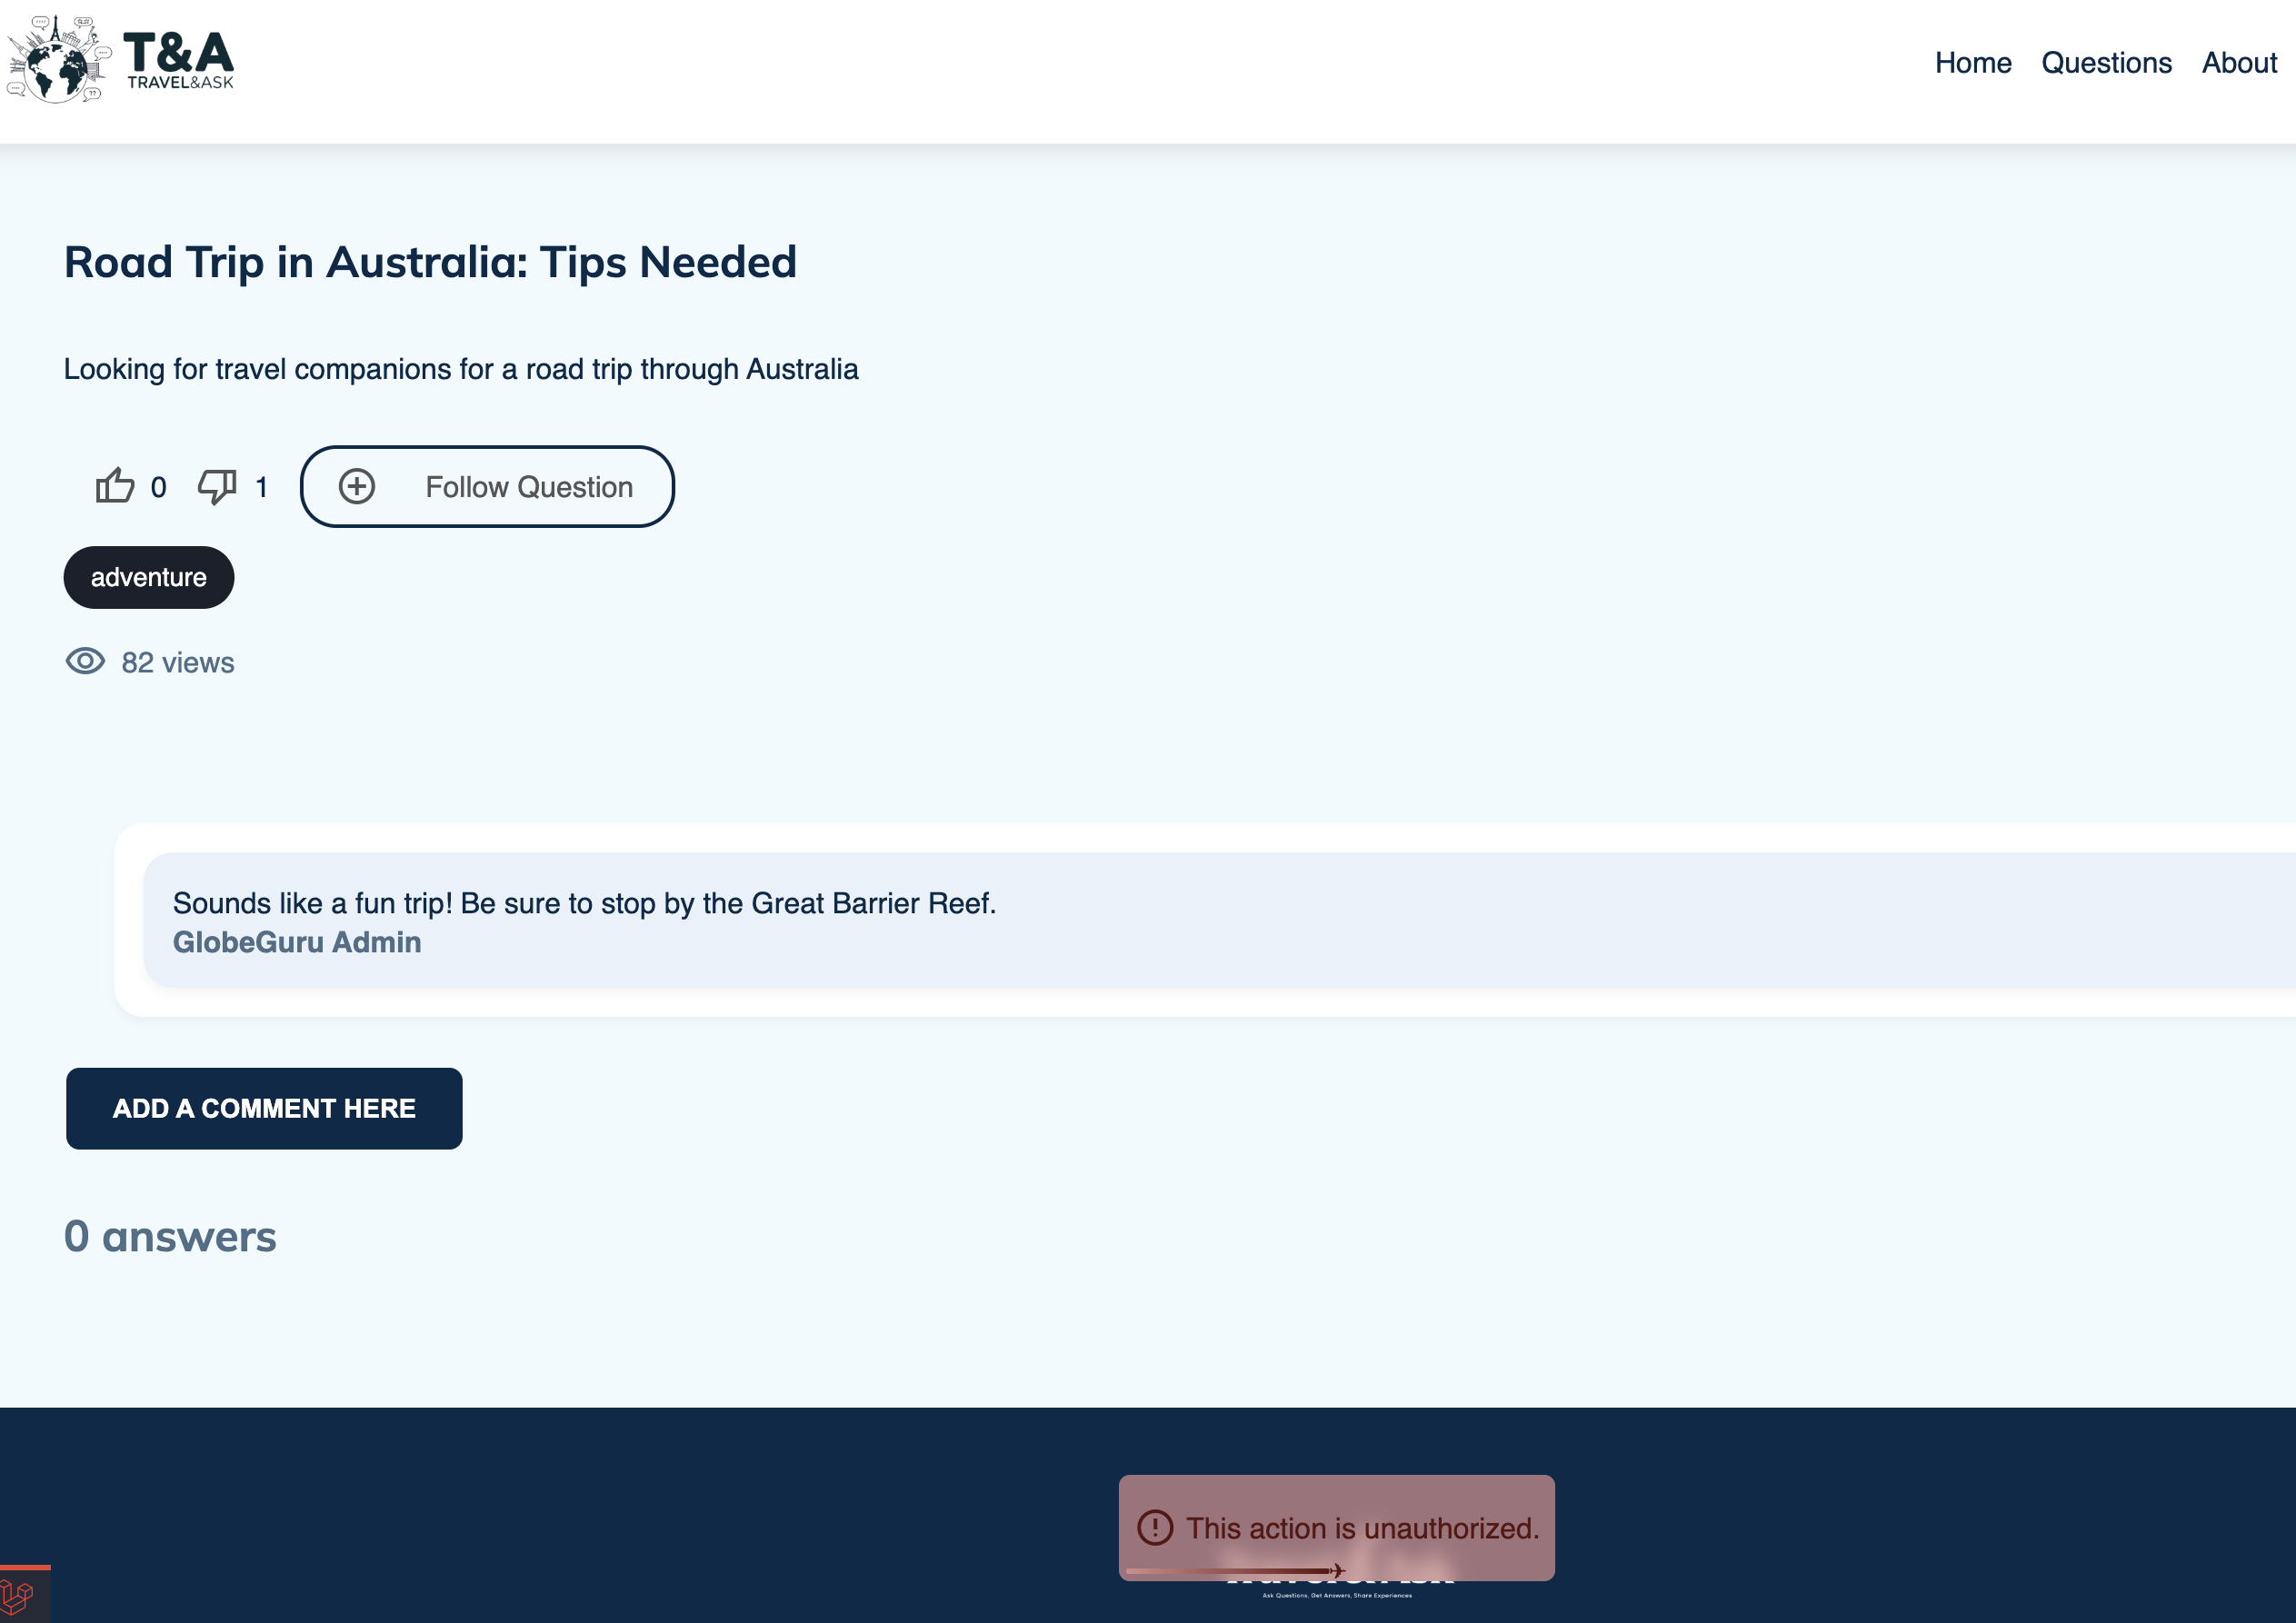 T&A
TRAVEL&ASK
Home Questions About
Road Trip in Australia: Tips Needed
Looking for travel companions for a road trip through Australia
0 1 Follow Question
adventure
82 views
Sounds like a fun trip! Be sure to stop by the Great Barrier Reef.
GlobeGuru Admin
ADD A COMMENT HERE
0 answers
This action is unauthorized.
Ask Questions, Get Answers, Share Experiences